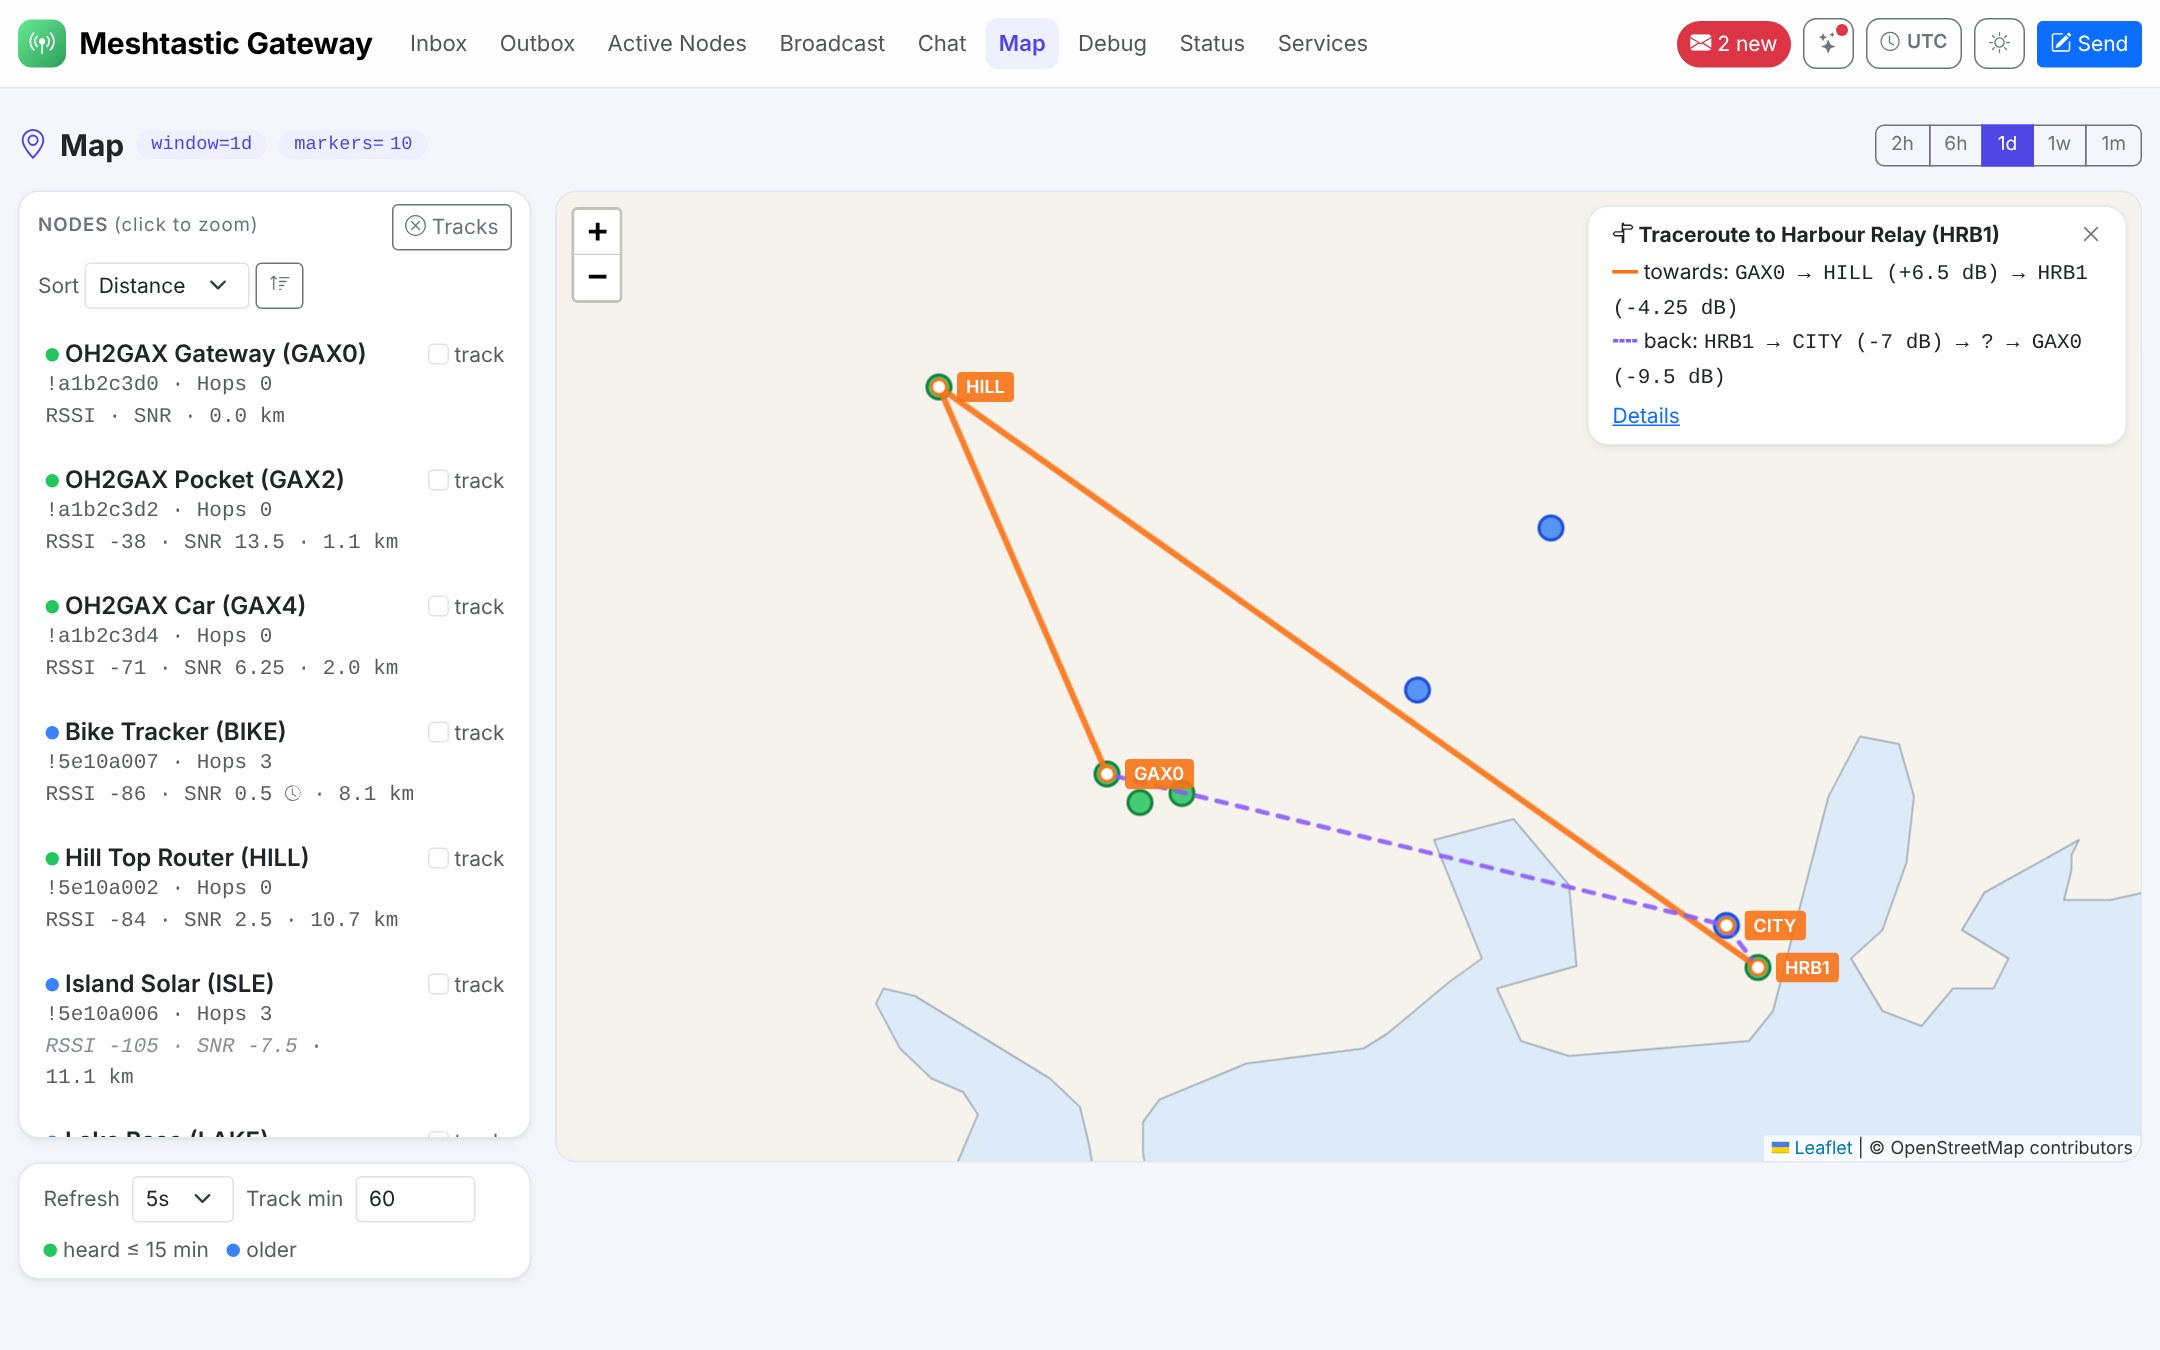 Meshtastic Gateway Inbox Outbox Active Nodes Broadcast Chat Map Debug Status Services 2 new UTC Send
Map window=1d markers= 10 2h 6h 1d 1w 1m
NODES (click to zoom) Tracks
Sort Distance
OH2GAX Gateway (GAX0) track
!a1b2c3d0 · Hops 0
RSSI · SNR · 0.0 km
OH2GAX Pocket (GAX2) track
!a1b2c3d2 · Hops 0
RSSI -38 · SNR 13.5 · 1.1 km
OH2GAX Car (GAX4) track
!a1b2c3d4 · Hops 0
RSSI -71 · SNR 6.25 · 2.0 km
Bike Tracker (BIKE) track
!5e10a007 · Hops 3
RSSI -86 · SNR 0.5 · 8.1 km
Hill Top Router (HILL) track
!5e10a002 · Hops 0
RSSI -84 · SNR 2.5 · 10.7 km
Island Solar (ISLE) track
!5e10a006 · Hops 3
RSSI -105 · SNR -7.5 ·
11.1 km
Refresh 5s Track min 60
heard ≤ 15 min older
+
−
HILL
GAX0
CITY
HRB1
Traceroute to Harbour Relay (HRB1)
towards: GAX0 → HILL (+6.5 dB) → HRB1
(-4.25 dB)
back: HRB1 → CITY (-7 dB) → ? → GAX0
(-9.5 dB)
Details
Leaflet | © OpenStreetMap contributors